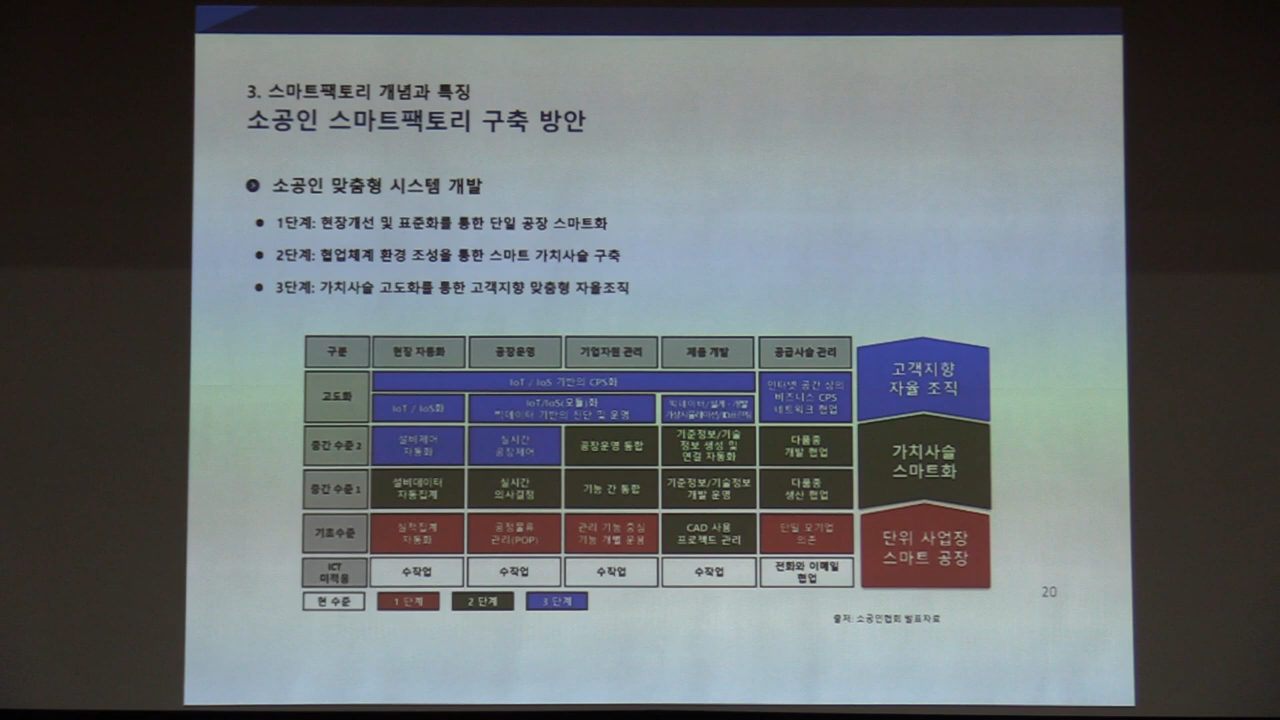 3. 스마트팩토리 개념과 특징
소공인 스마트팩토리 구축 방안
소공인 맞춤형 시스템 개발
1단계: 현장개선 및 표준화를 통한 단일 공장 스마트화
2단계: 협업체계 환경 조성을 통한 스마트 가치사슬 구축
3단계: 가치사슬 고도화를 통한 고객지향 맞춤형 자율조직
구분 현장 자동화 공장운영 기업자원 관리 제품 개발 공급사슬 관리
고도화
IoT / IoS 기반의 CPS화
인터넷 공간 상의
비즈니스 CPS
네트워크 협업
IoT / IoS화
IoT/IoS(모듈)화
빅데이터 기반의 진단 및 운영
빅데이터/설계·개발
중간 수준 2
설비제어
자동화
실시간
공장제어
공장운영 통합
기준정보/기술
정보 생성 및
연결 자동화
다품종
개발 협업
중간 수준 1
설비데이터
자동집계
실시간
의사결정
기능 간 통합
기준정보/기술정보
개발 운영
다품종
생산 협업
기초수준
실적집계
자동화
공정물류
관리(POP)
관리 기능 중심
기능 개별 운용
CAD 사용
프로젝트 관리
단일 모기업
의존
ICT
미적용
수작업 수작업 수작업 수작업
전화와 이메일
협업
현 수준 1 단계 2 단계 3 단계
고객지향
자율 조직
가치사슬
스마트화
단위 사업장
스마트 공장
20
출처: 소공인협회 발표자료